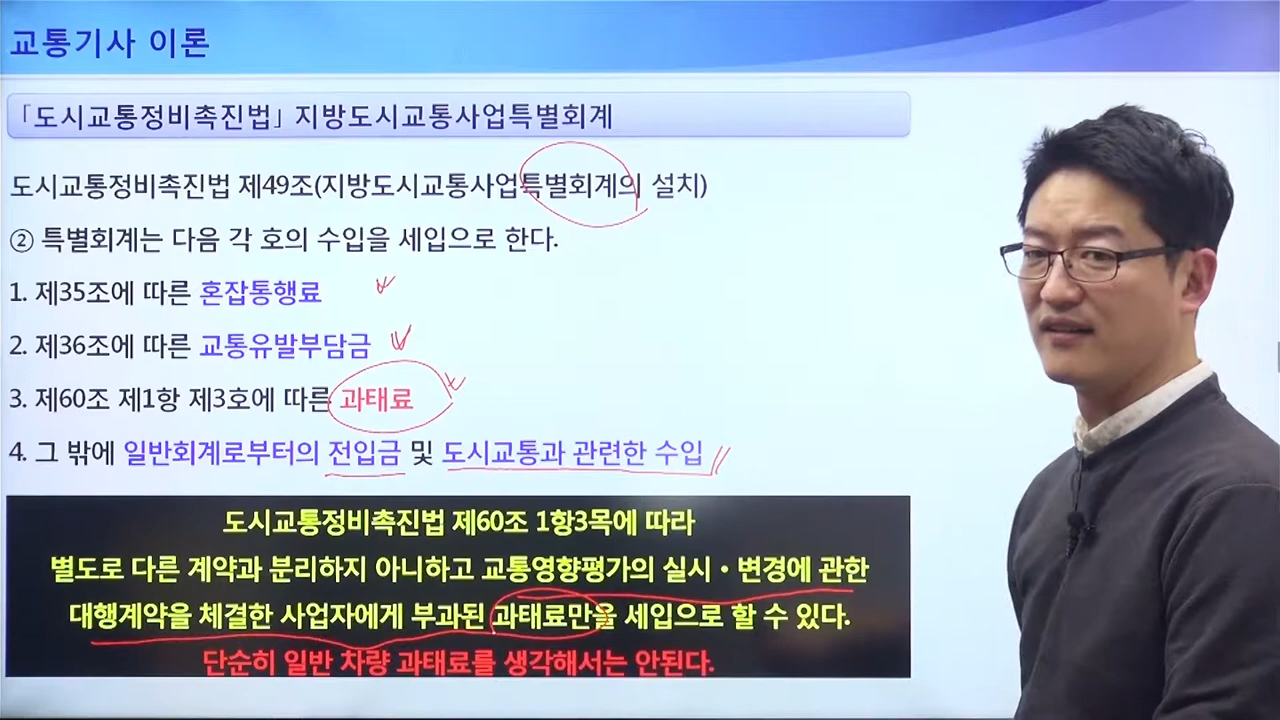 교통기사 이론
「도시교통정비촉진법」 지방도시교통사업특별회계
도시교통정비촉진법 제49조(지방도시교통사업특별회계의 설치)
② 특별회계는 다음 각 호의 수입을 세입으로 한다.
1. 제35조에 따른 혼잡통행료
2. 제36조에 따른 교통유발부담금
3. 제60조 제1항 제3호에 따른 과태료
4. 그 밖에 일반회계로부터의 전입금 및 도시교통과 관련한 수입
도시교통정비촉진법 제60조 1항3목에 따라
별도로 다른 계약과 분리하지 아니하고 교통영향평가의 실시・변경에 관한
대행계약을 체결한 사업자에게 부과된 과태료만을 세입으로 할 수 있다.
단순히 일반 차량 과태료를 생각해서는 안된다.